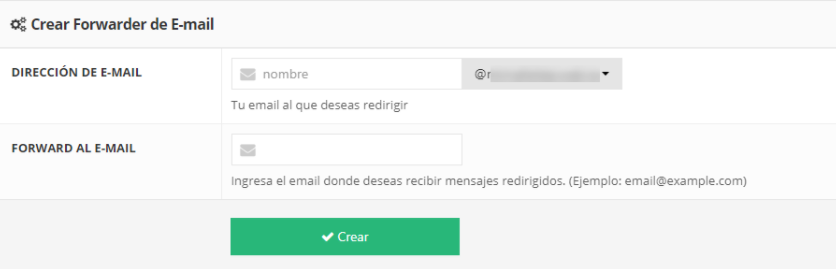 Crear Forwarder de E-mail
DIRECCIÓN DE E-MAIL
nombre
Tu email al que deseas redirigir
FORWARD AL E-MAIL
Ingresa el email donde deseas recibir mensajes redirigidos. (Ejemplo: email@example.com)
Crear